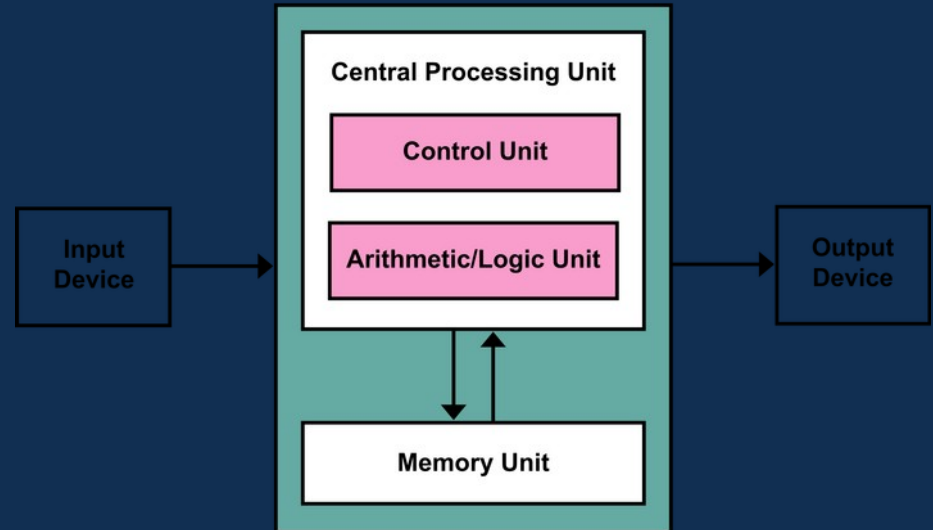 Central Processing Unit
Control Unit
Arithmetic/Logic Unit
Input
Device
Output
Device
Memory Unit